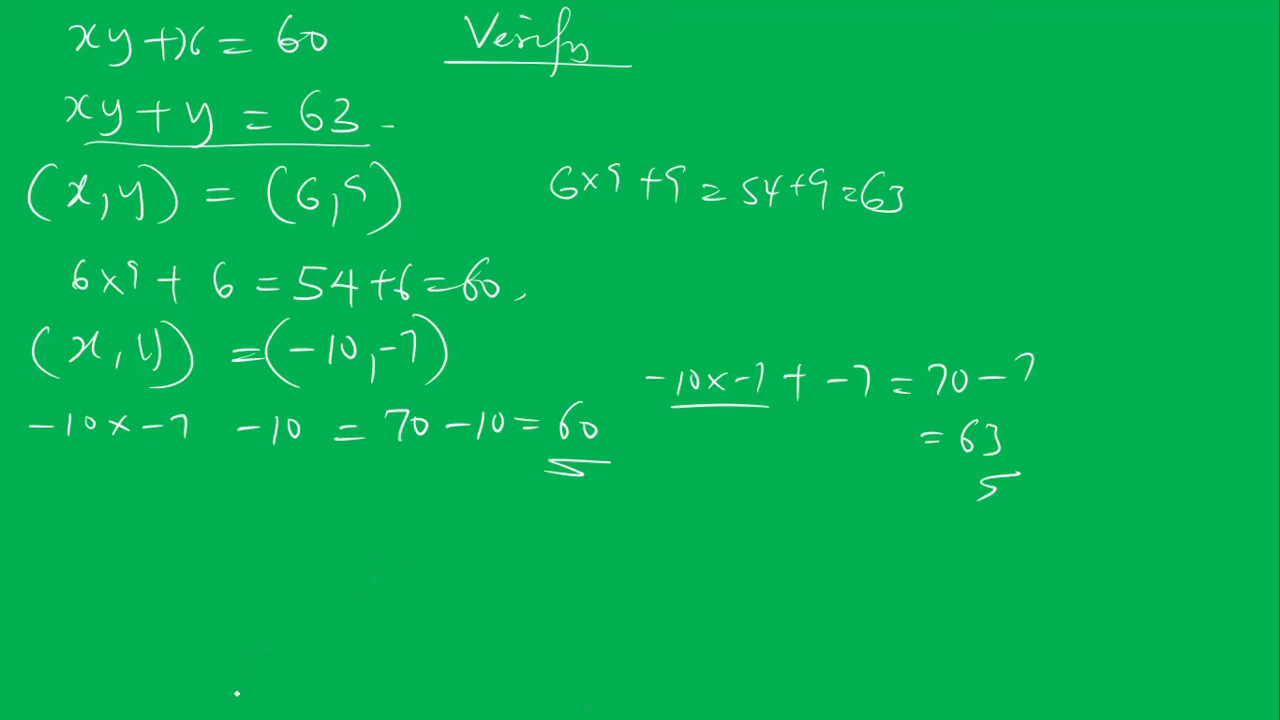 xy+x = 60
Verify
xy + y = 63
(x,y) = (6,9)
6×9 + 9 = 54+9 = 63
6×9 + 6 = 54 + 6 = 60,
(x,y) = (-10,-7)
-10×-7 + -7 = 70 - 7
= 63
-10×-7 -10 = 70 - 10 = 60